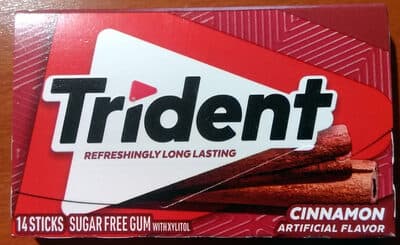 Trident
REFRESHINGLY LONG LASTING
14 STICKS SUGAR FREE GUM WITH XYLITOL
CINNAMON
ARTIFICIAL FLAVOR